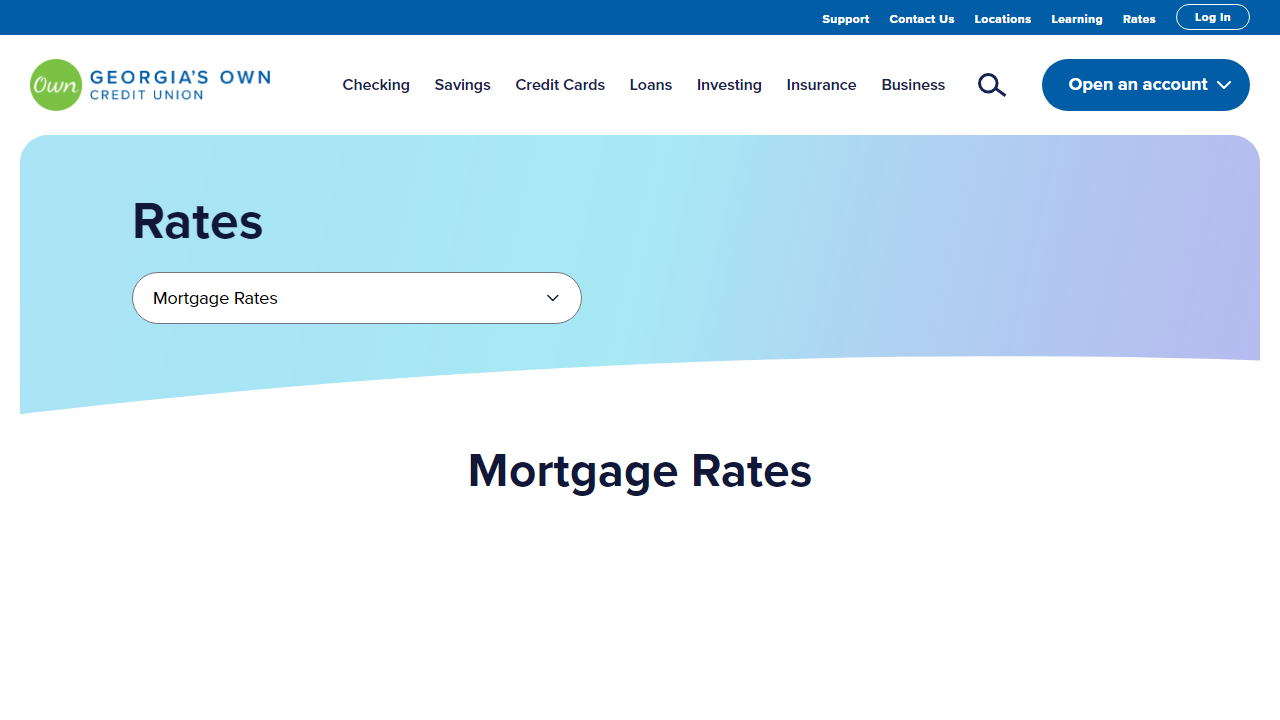 Support Contact Us Locations Learning Rates Log In
Own GEORGIA'S OWN
CREDIT UNION
Checking Savings Credit Cards Loans Investing Insurance Business Open an account
Rates
Mortgage Rates
Mortgage Rates